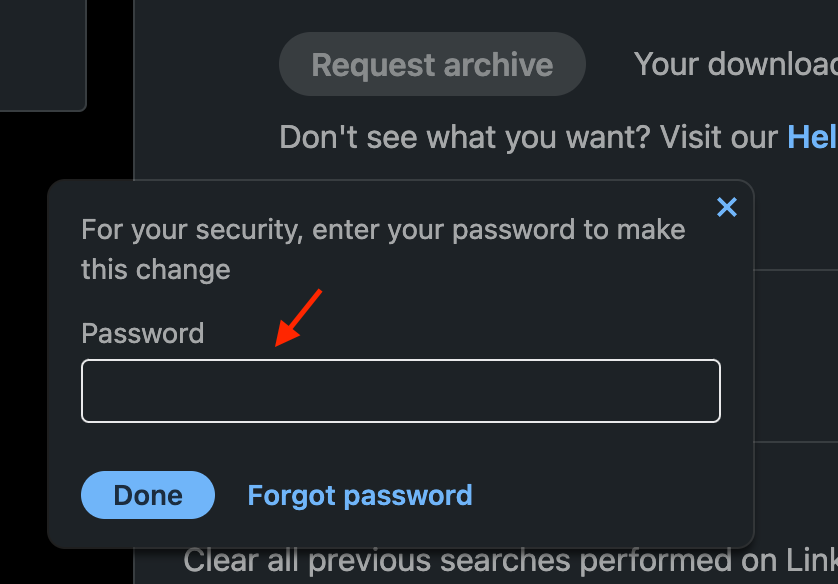 Request archive
Your download
Don't see what you want? Visit our Hel
For your security, enter your password to make
this change
Password
Done
Forgot password
Clear all previous searches performed on Link